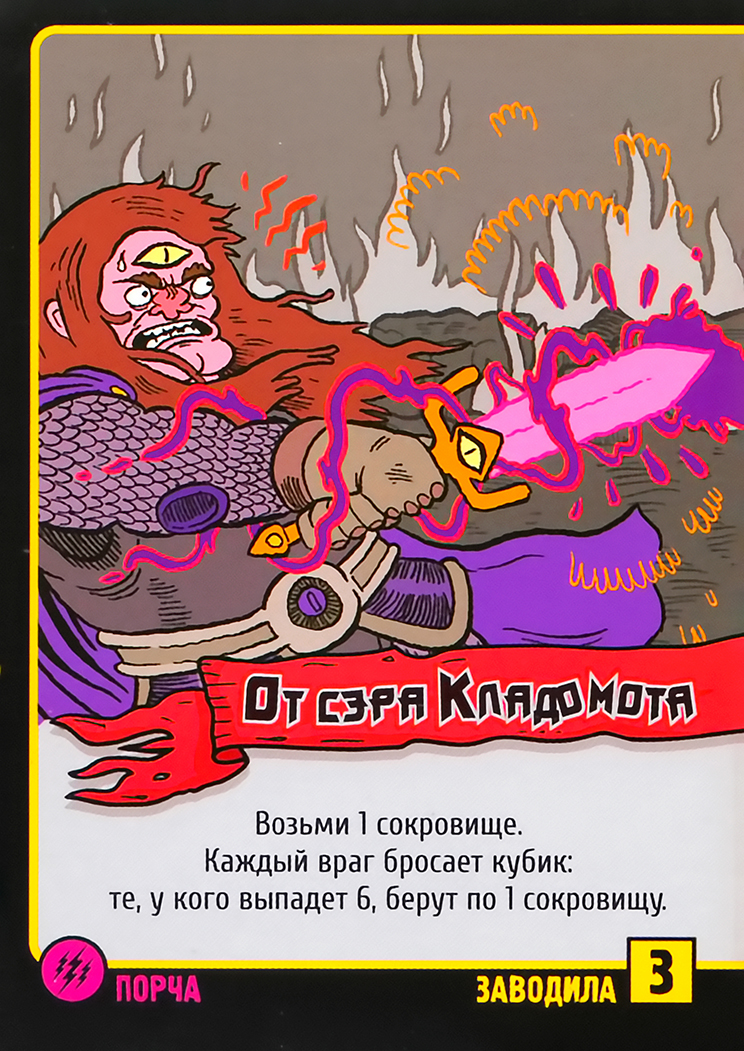 От сэра Кладомота
Возьми 1 сокровище.
Каждый враг бросает кубик:
те, у кого выпадет 6, берут по 1 сокровищу.
ПОРЧА
ЗАВОДИЛА 3